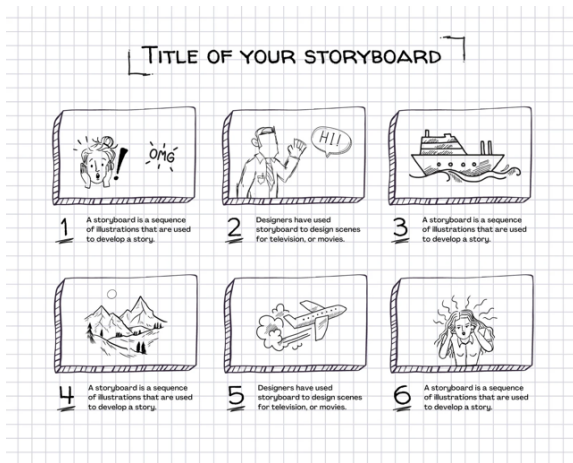 TITLE OF YOUR STORYBOARD
OMG
HI!
1
A storyboard is a sequence
of illustrations that are used
to develop a story.
2
Designers have used
storyboard to design scenes
for television, or movies.
3
A storyboard is a sequence
of illustrations that are used
to develop a story.
4
A storyboard is a sequence
of illustrations that are used
to develop a story.
5
Designers have used
storyboard to design scenes
for television, or movies.
6
A storyboard is a sequence
of illustrations that are used
to develop a story.